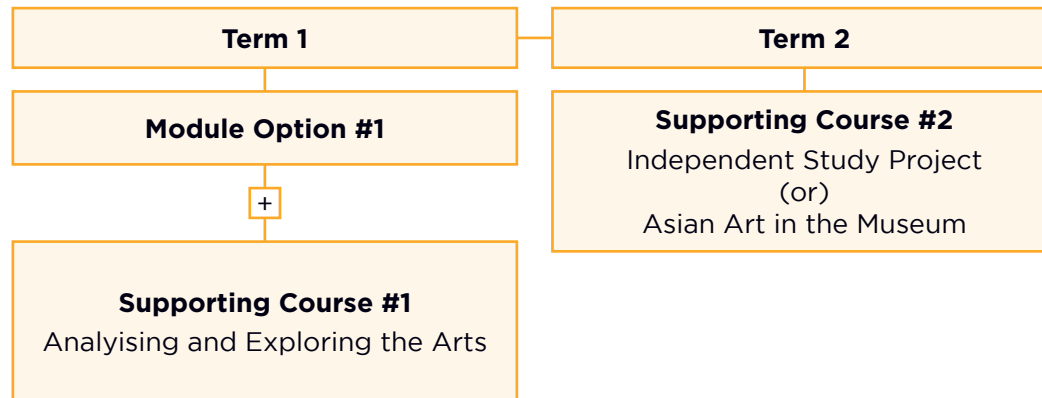 Term 1
Module Option #1
+
Supporting Course #1
Analyising and Exploring the Arts
Term 2
Supporting Course #2
Independent Study Project
(or)
Asian Art in the Museum